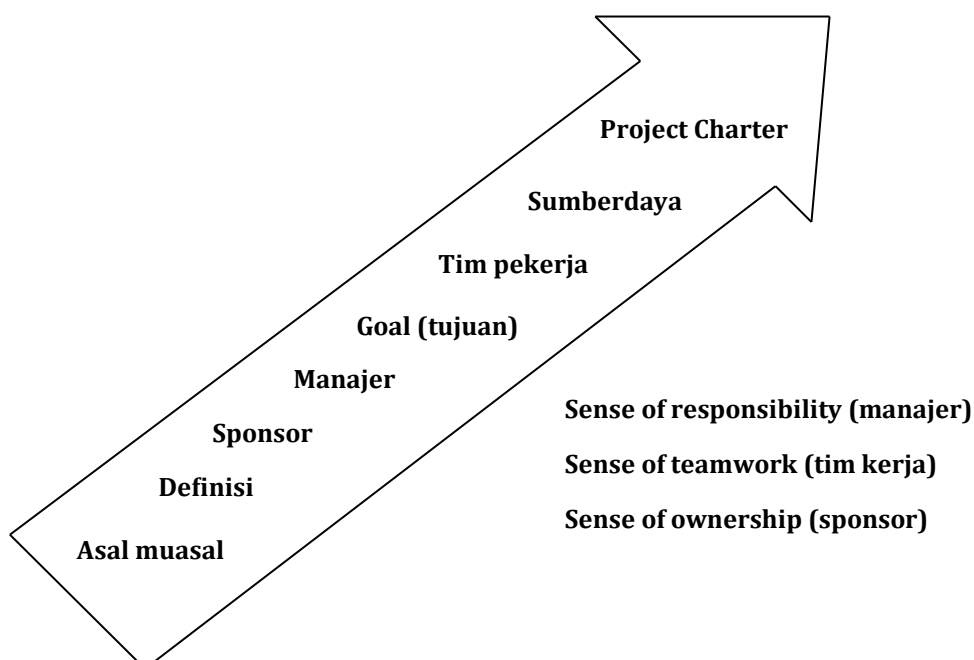 Project Charter
Sumberdaya
Tim pekerja
Goal (tujuan)
Manajer
Sponsor
Definisi
Asal muasal
Sense of responsibility (manajer)
Sense of teamwork (tim kerja)
Sense of ownership (sponsor)